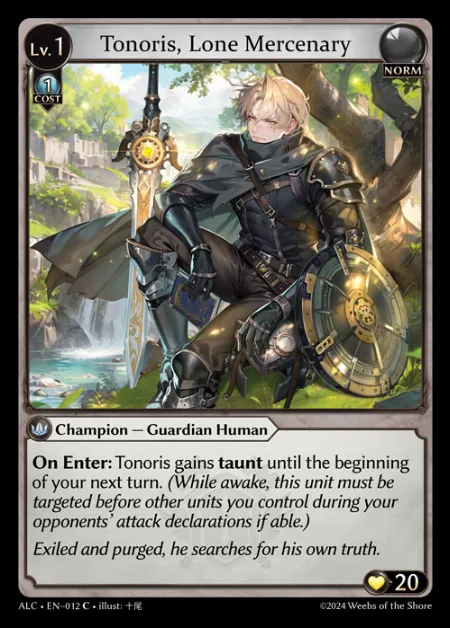 Lv.1
Tonoris, Lone Mercenary
NORM
1
COST
Champion — Guardian Human
On Enter: Tonoris gains taunt until the beginning
of your next turn. (While awake, this unit must be
targeted before other units you control during your
opponents' attack declarations if able.)
Exiled and purged, he searches for his own truth.
20
ALC • EN-012 C • illust: 十尾
©2024 Weebs of the Shore